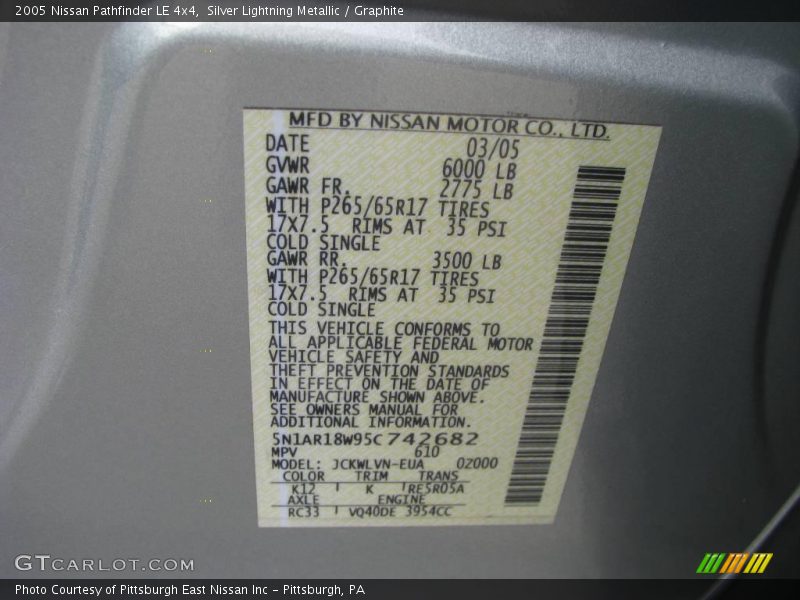 2005 Nissan Pathfinder LE 4x4, Silver Lightning Metallic / Graphite
MFD BY NISSAN MOTOR CO., LTD.
DATE 03/05
GVWR 6000 LB
GAWR FR. 2775 LB
WITH P265/65R17 TIRES
17X7.5 RIMS AT 35 PSI
COLD SINGLE
GAWR RR. 3500 LB
WITH P265/65R17 TIRES
17X7.5 RIMS AT 35 PSI
COLD SINGLE
THIS VEHICLE CONFORMS TO
ALL APPLICABLE FEDERAL MOTOR
VEHICLE SAFETY AND
THEFT PREVENTION STANDARDS
IN EFFECT ON THE DATE OF
MANUFACTURE SHOWN ABOVE.
SEE OWNERS MANUAL FOR
ADDITIONAL INFORMATION.
5N1AR18W95C742682
MPV 610
MODEL: JCKWLVN-EUA 02000
COLOR TRIM TRANS
K12 K RE5R05A
AXLE ENGINE
RC33 VQ40DE 3954CC
GTCARLOT.COM
Photo Courtesy of Pittsburgh East Nissan Inc - Pittsburgh, PA